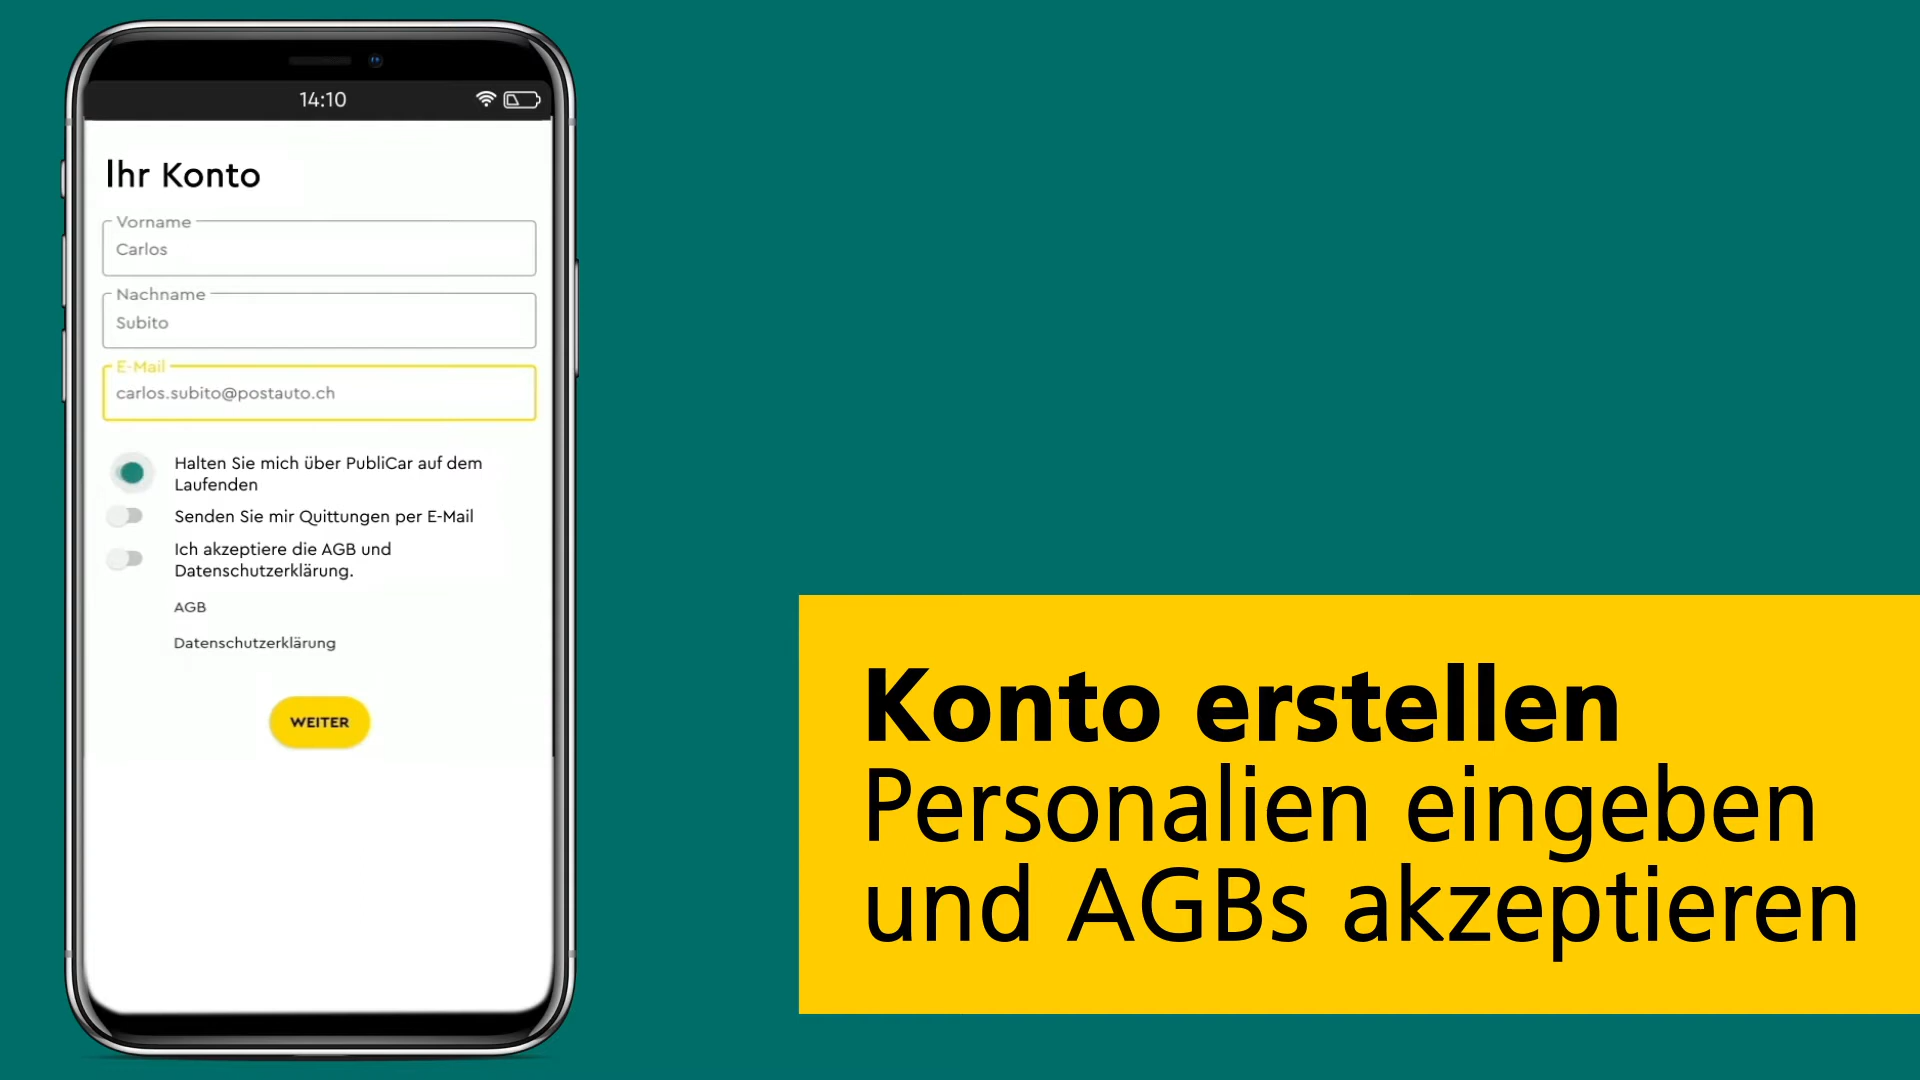 14:10
Ihr Konto
Vorname
Carlos
Nachname
Subito
E-Mail
carlos.subito@postauto.ch
Halten Sie mich über PubliCar auf dem
Laufenden
Senden Sie mir Quittungen per E-Mail
Ich akzeptiere die AGB und
Datenschutzerklärung.
AGB
Datenschutzerklärung
WEITER
Konto erstellen
Personalien eingeben
und AGBs akzeptieren